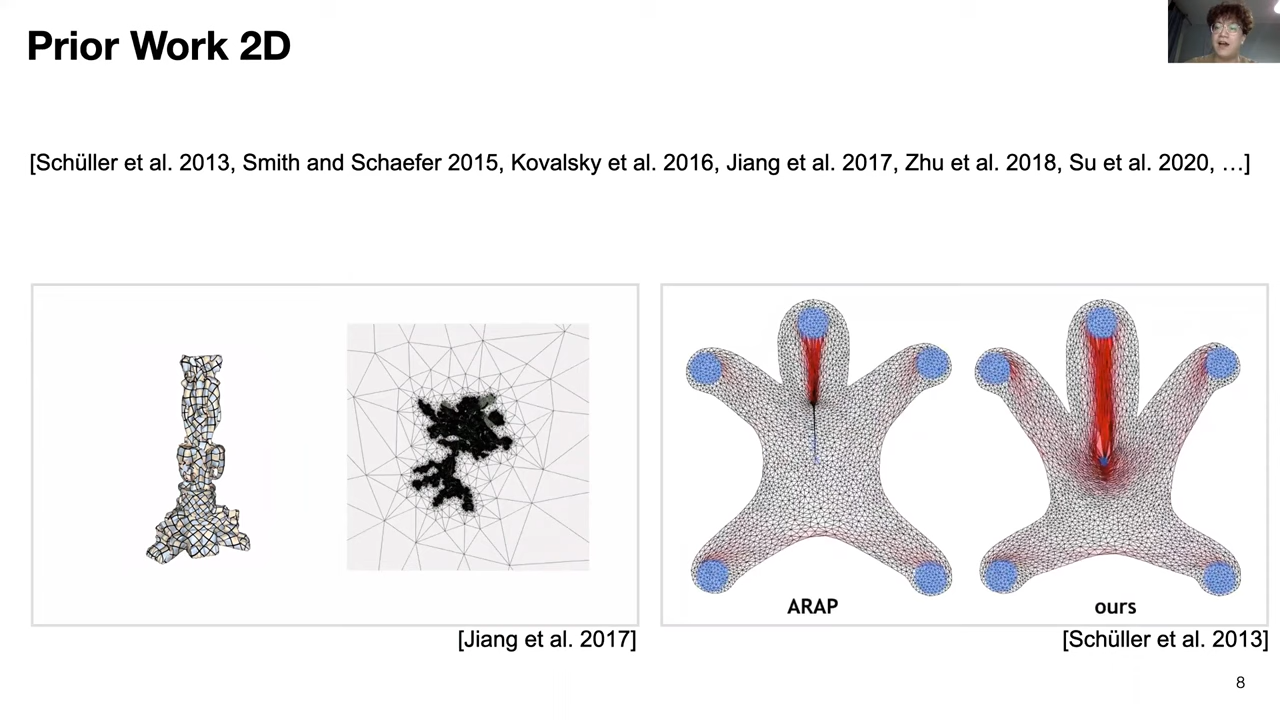 Prior Work 2D
[Schüller et al. 2013, Smith and Schaefer 2015, Kovalsky et al. 2016, Jiang et al. 2017, Zhu et al. 2018, Su et al. 2020, …]
ARAP
ours
[Jiang et al. 2017]
[Schüller et al. 2013]
8